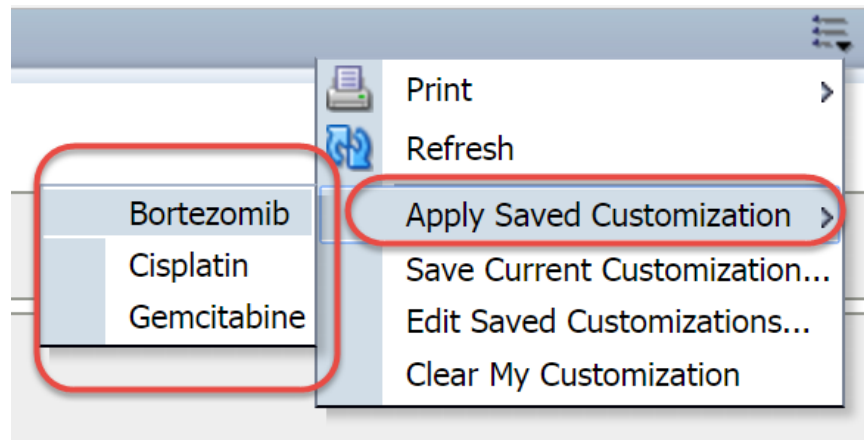 Print
Refresh
Apply Saved Customization
Save Current Customization...
Edit Saved Customizations...
Clear My Customization
Bortezomib
Cisplatin
Gemcitabine